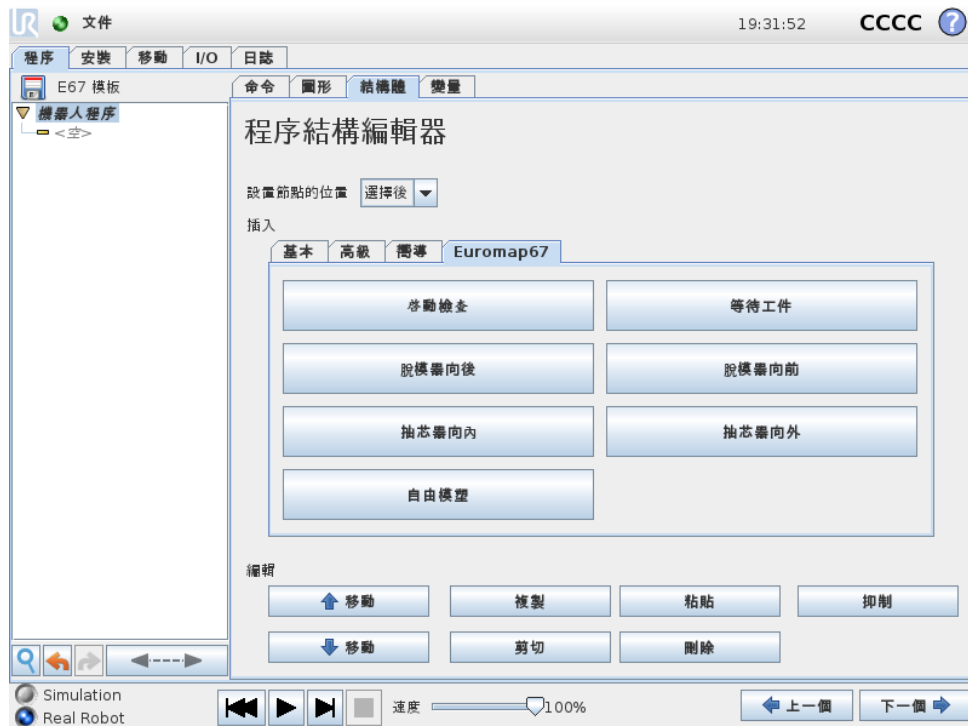 UR 文件 19:31:52 CCCC ?
程序 安裝 移動 I/O 日誌
E67 模板
命令 圖形 結構體 變量
機器人程序
<空>
程序結構編輯器
設置節點的位置 選擇後
插入
基本 高級 嚮導 Euromap67
啓動檢查 等待工件
脫模器向後 脫模器向前
抽芯器向內 抽芯器向外
自由模塑
編輯
移動 複製 粘貼 抑制
移動 剪切 刪除
Simulation
Real Robot
速度 100% 上一個 下一個